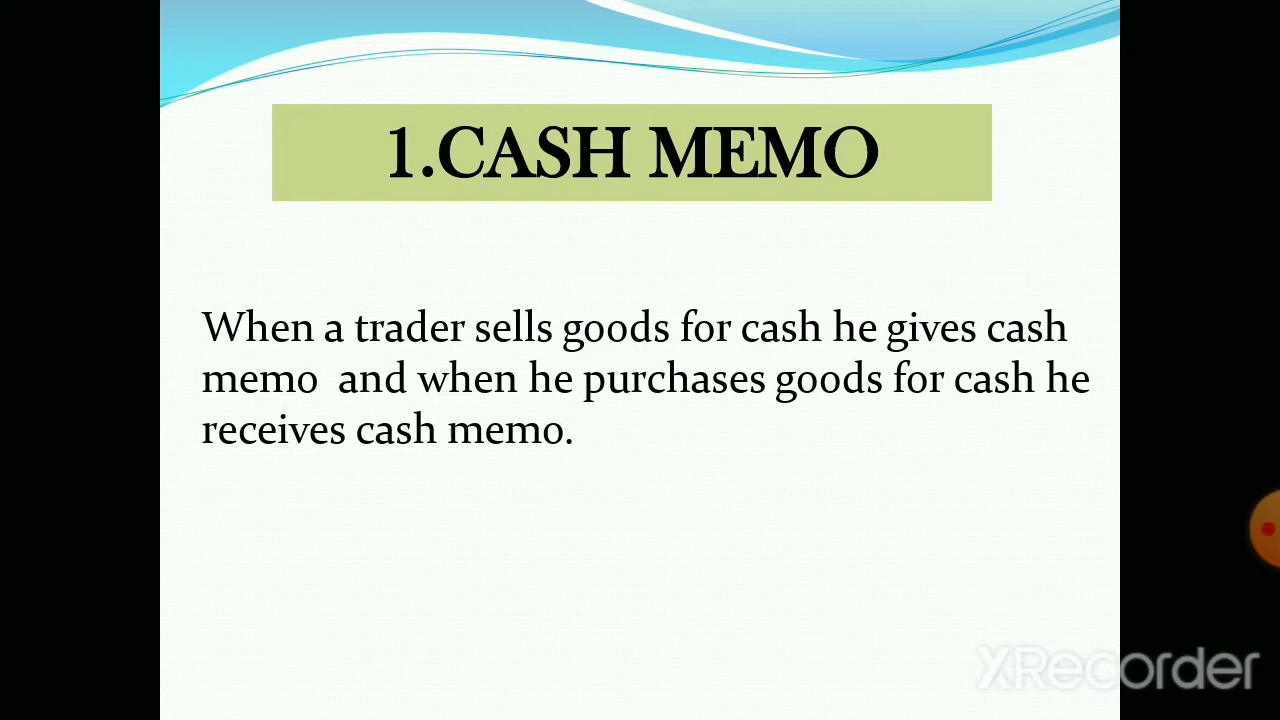 1.CASH MEMO
When a trader sells goods for cash he gives cash
memo and when he purchases goods for cash he
receives cash memo.
XRecorder